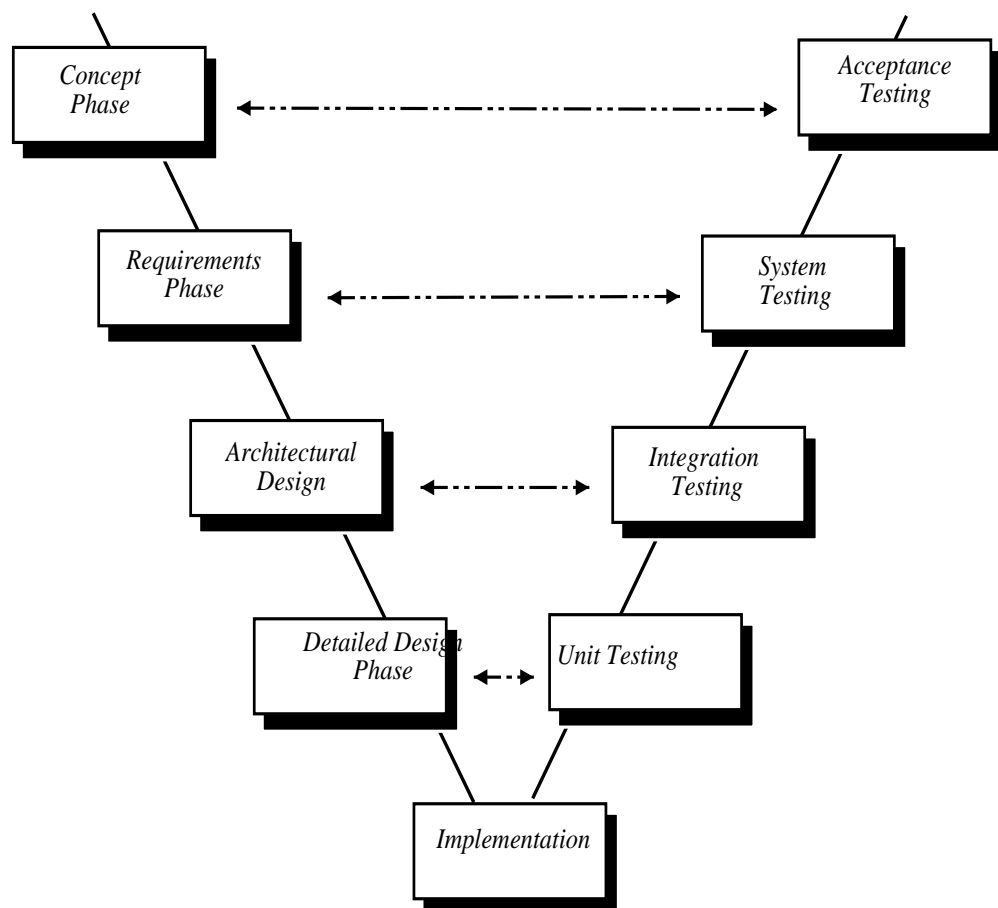 Concept
Phase
Acceptance
Testing
Requirements
Phase
System
Testing
Architectural
Design
Integration
Testing
Detailed Design
Phase
Unit Testing
Implementation